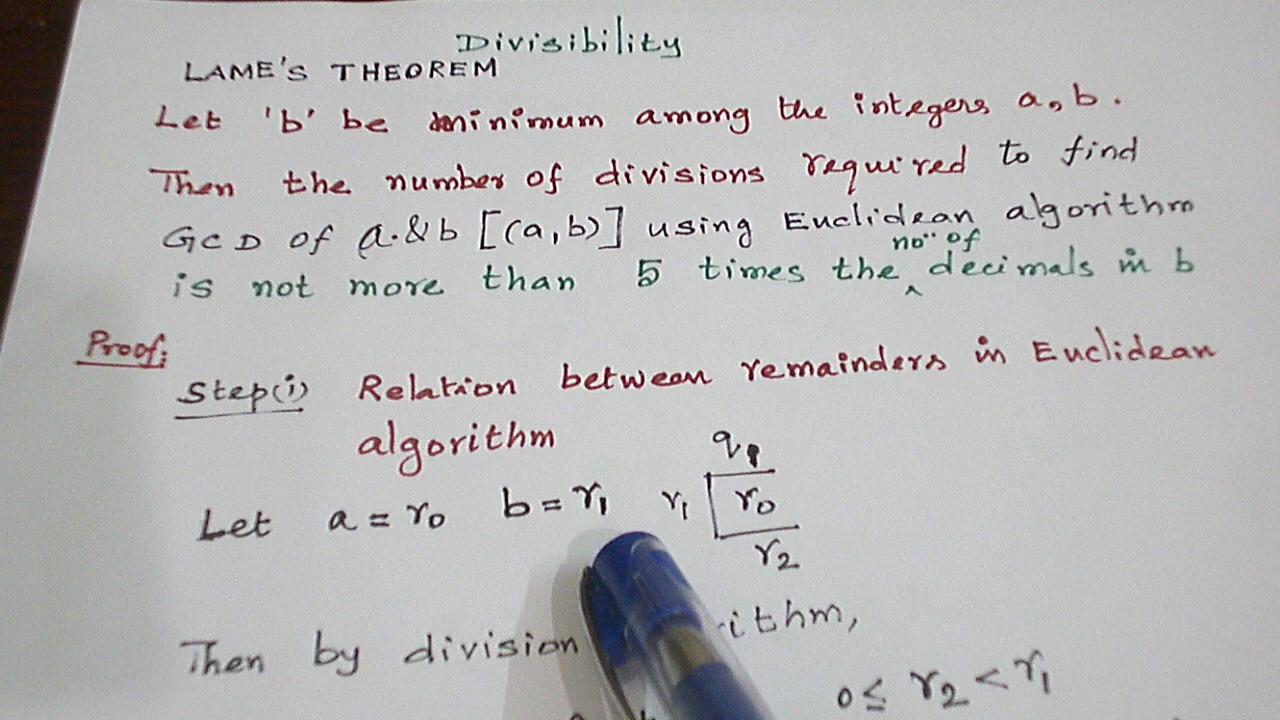 Divisibility
LAME'S THEOREM
Let 'b' be minimum among the integers a, b.
Then the number of divisions required to find
GCD of a & b [(a,b)] using Euclidean algorithm
is not more than 5 times the ^ no. of decimals in b
Proof:
Step(i) Relation between remainders in Euclidean
algorithm
q1
Let a = r0 b = r1 r1 r0
r2
Then by division
0 ≤ r2 < r1